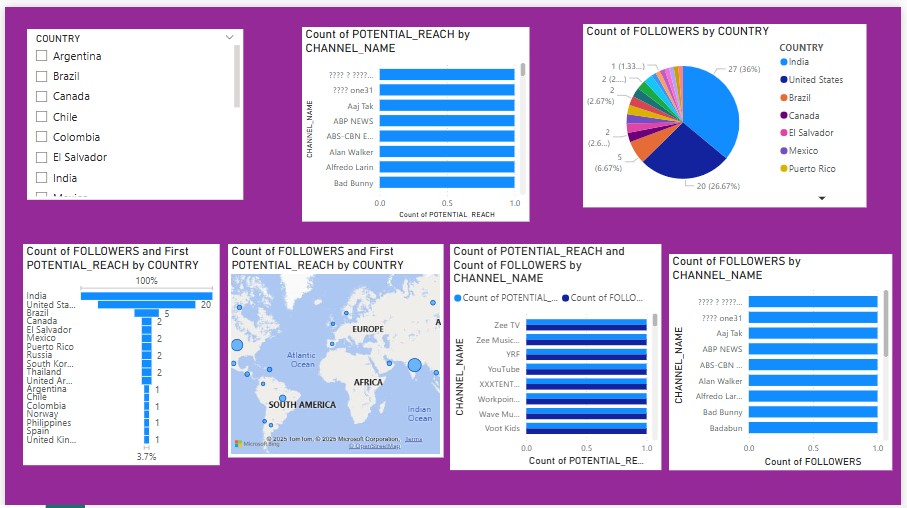 COUNTRY
Argentina
Brazil
Canada
Chile
Colombia
El Salvador
India
Count of POTENTIAL_REACH by
CHANNEL_NAME
CHANNEL_NAME
???? ? ????...
???? one31
Aaj Tak
ABP NEWS
ABS-CBN E...
Alan Walker
Alfredo Larin
Bad Bunny
0.0 0.5 1.0
Count of POTENTIAL_REACH
Count of FOLLOWERS by COUNTRY
27 (36%)
20 (26.67%)
5
(6.67%)
2
(2.6...)
2
(2.67%)
2 (2....)
1 (1.33...)
COUNTRY
India
United States
Brazil
Canada
El Salvador
Mexico
Puerto Rico
Count of FOLLOWERS and First
POTENTIAL_REACH by COUNTRY
100%
India
United Sta... 20
Brazil 5
Canada 2
El Salvador
Mexico 2
Puerto Rico
Russia 2
South Kor...
Thailand 2
United Ar...
Argentina 1
Chile
Colombia 1
Norway
Philippines 1
Spain
United Kin... 1
3.7%
Count of FOLLOWERS and First
POTENTIAL_REACH by COUNTRY
EUROPE
A
Atlantic
Ocean
AFRICA
SOUTH AMERICA
Indian
Ocean
Microsoft Bing
© 2025 TomTom, © 2025 Microsoft Corporation, Terms
© OpenStreetMap
Count of POTENTIAL_REACH and
Count of FOLLOWERS by
CHANNEL_NAME
Count of POTENTIAL_... Count of FOLLO...
CHANNEL_NAME
Zee TV
Zee Music...
YRF
YouTube
XXXTENT...
Workpoin...
Wave Mu...
Voot Kids
0.0 0.5 1.0
Count of POTENTIAL_RE...
Count of FOLLOWERS by
CHANNEL_NAME
CHANNEL_NAME
???? ? ????...
???? one31
Aaj Tak
ABP NEWS
ABS-CBN ...
Alan Walker
Alfredo Lar...
Bad Bunny
Badabun
0.0 0.5 1.0
Count of FOLLOWERS